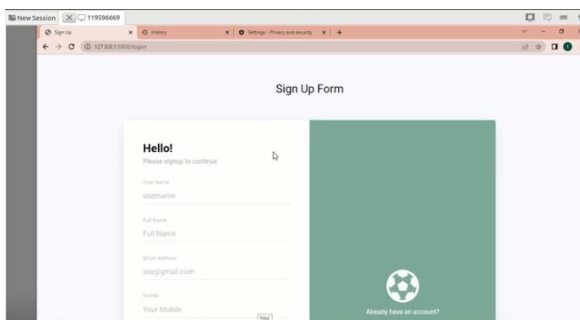 New Session 119596669
Sign Up History Settings - Privacy and security
127.0.0.1:5000/logon
Sign Up Form
Hello!
Please signup to continue
User Name
username
Full Name
Full Name
Email Address
xxx@gmail.com
Mobile
Your Mobile
Already have an account?